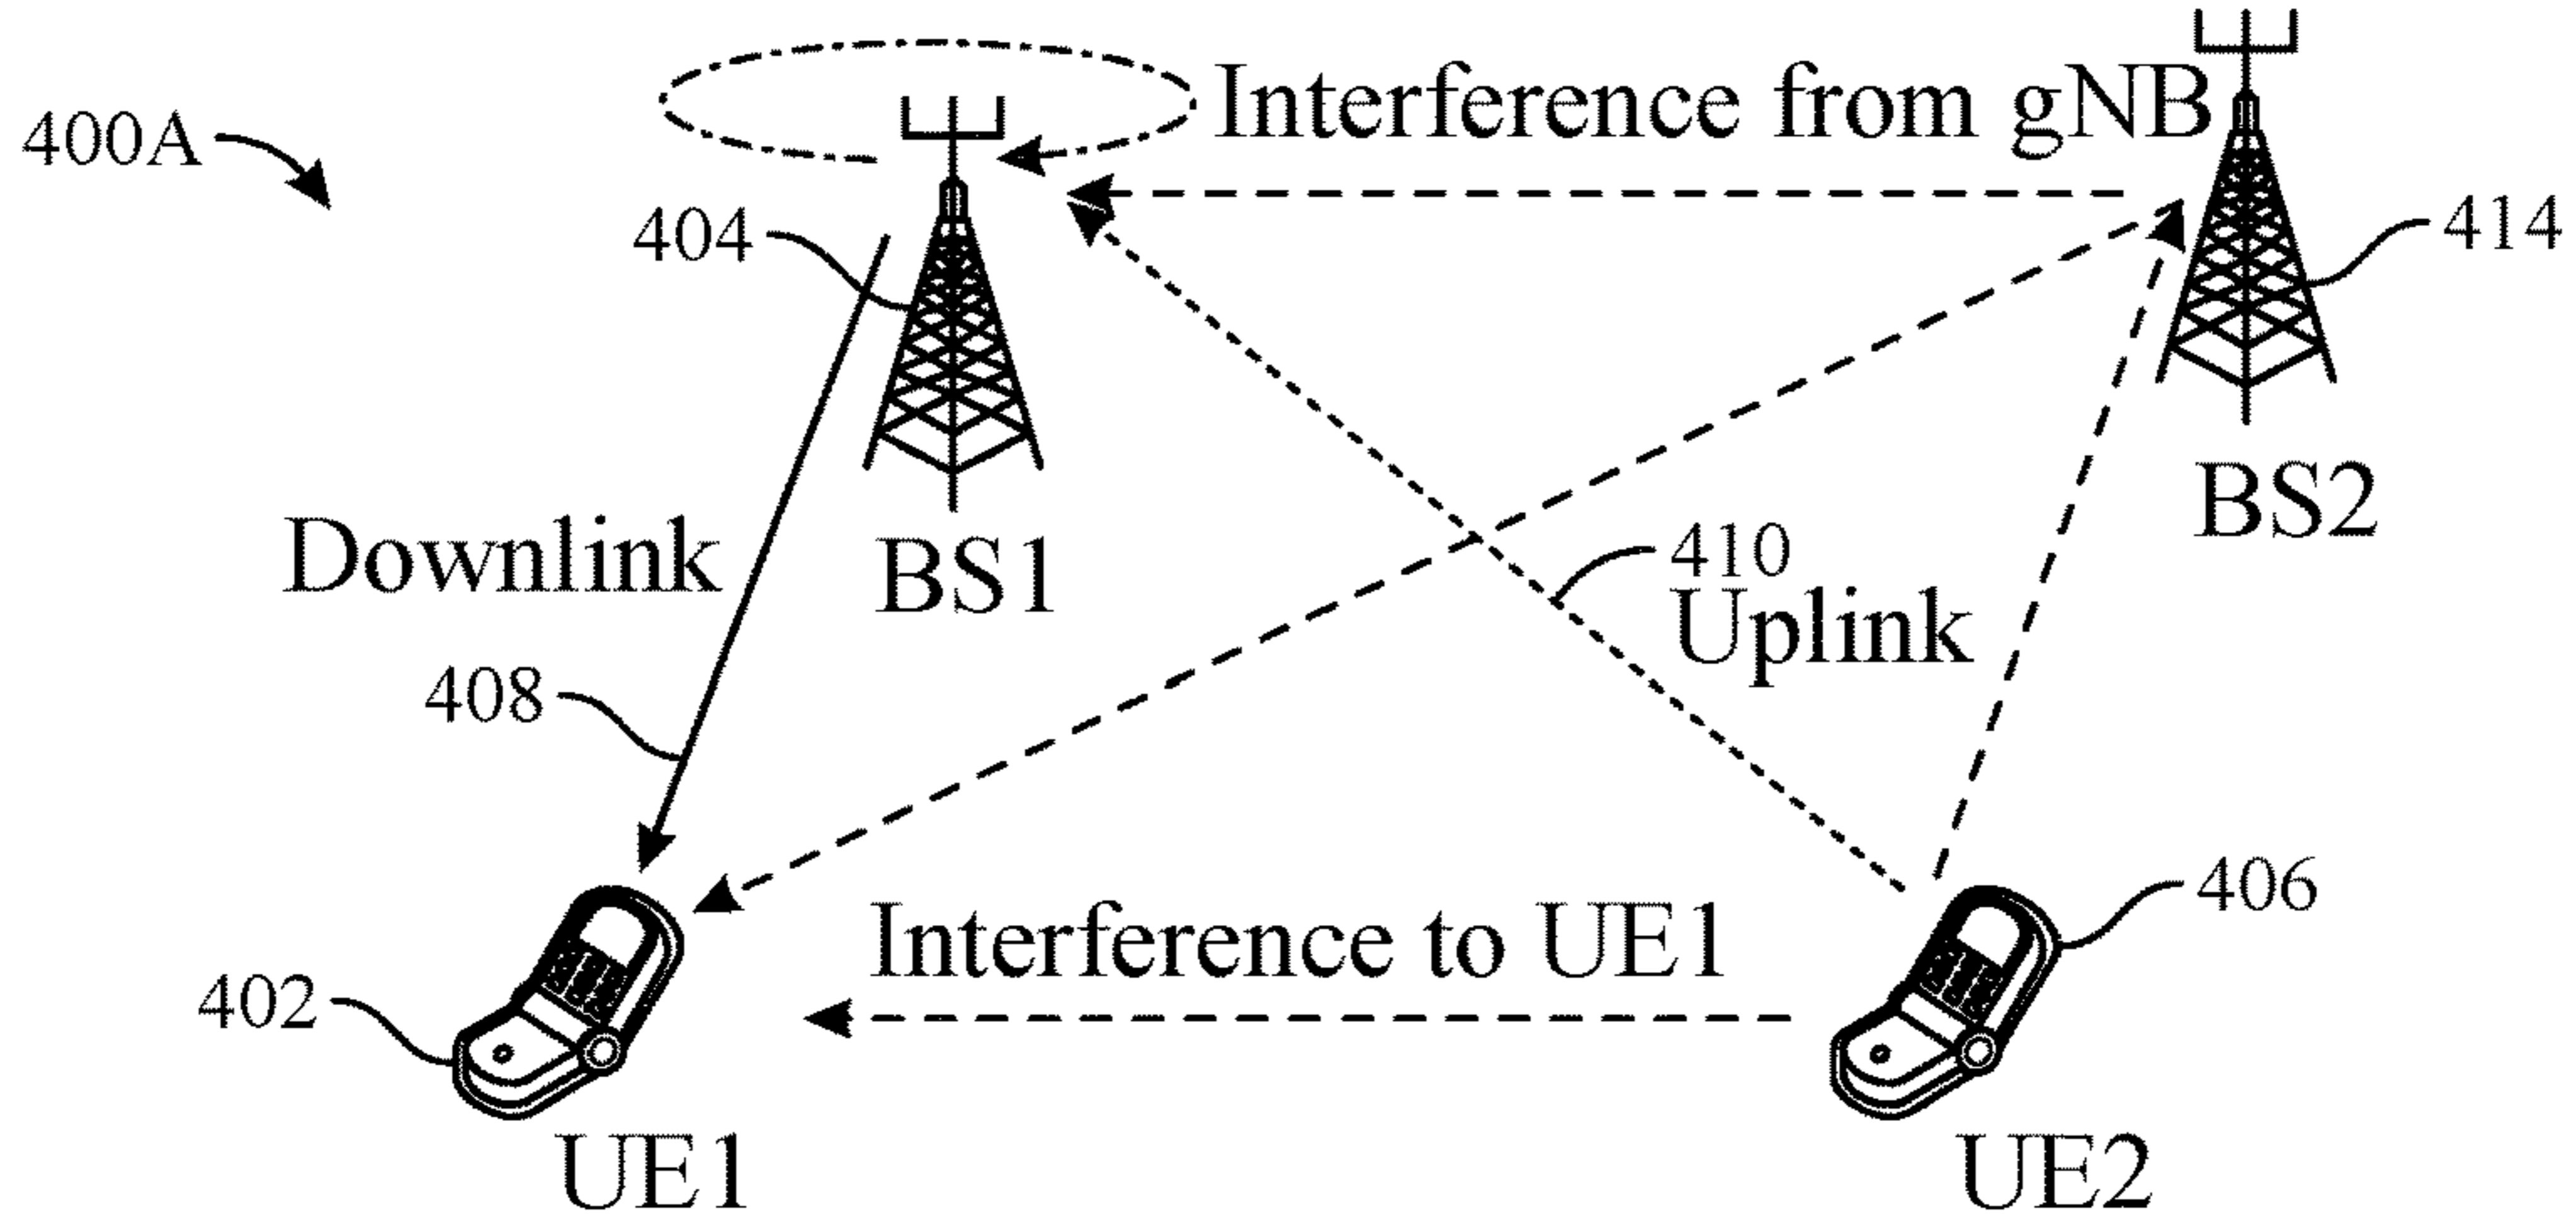 Interference from gNB
400A
404
414
BS2
Downlink
BS1
410
Uplink
408
406
Interference to UE1
402
UE1
UE2